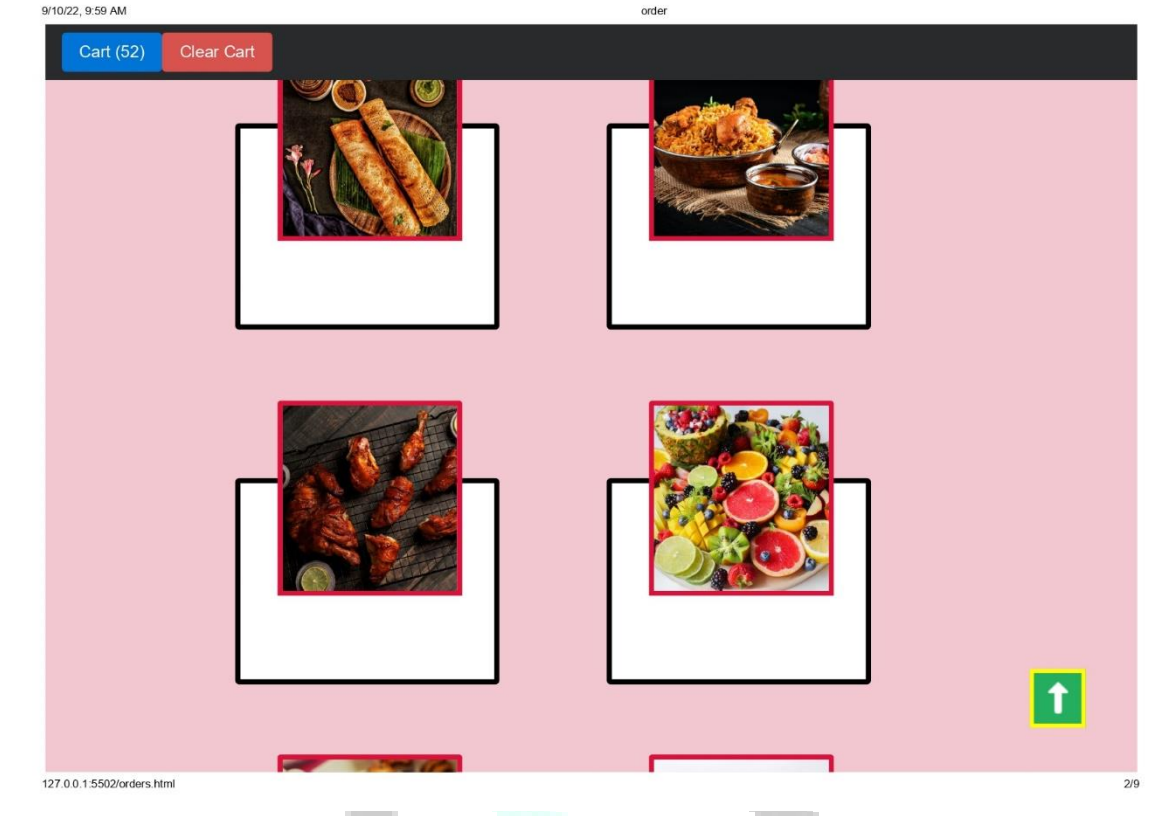 9/10/22, 9:59 AM order
Cart (52) Clear Cart
127.0.0.1:5502/orders.html 2/9